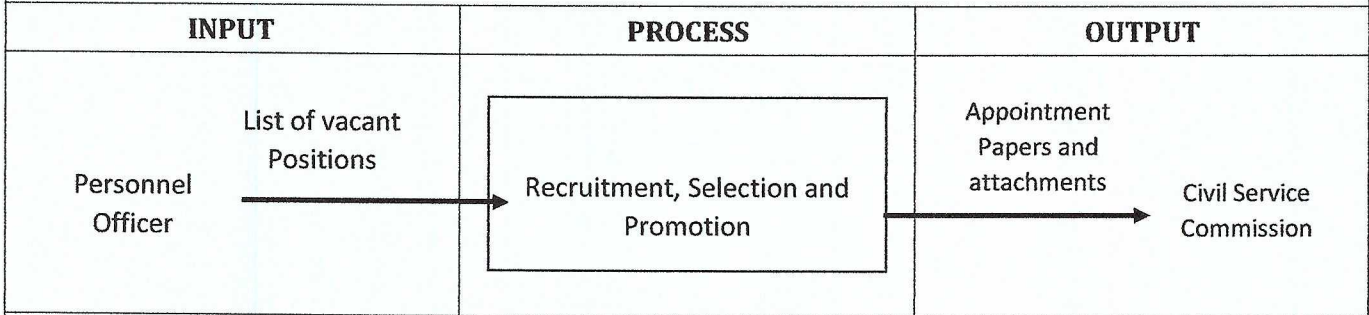 INPUT
PROCESS
OUTPUT
List of vacant
Positions
Personnel
Officer
Recruitment, Selection and
Promotion
Appointment
Papers and
attachments
Civil Service
Commission